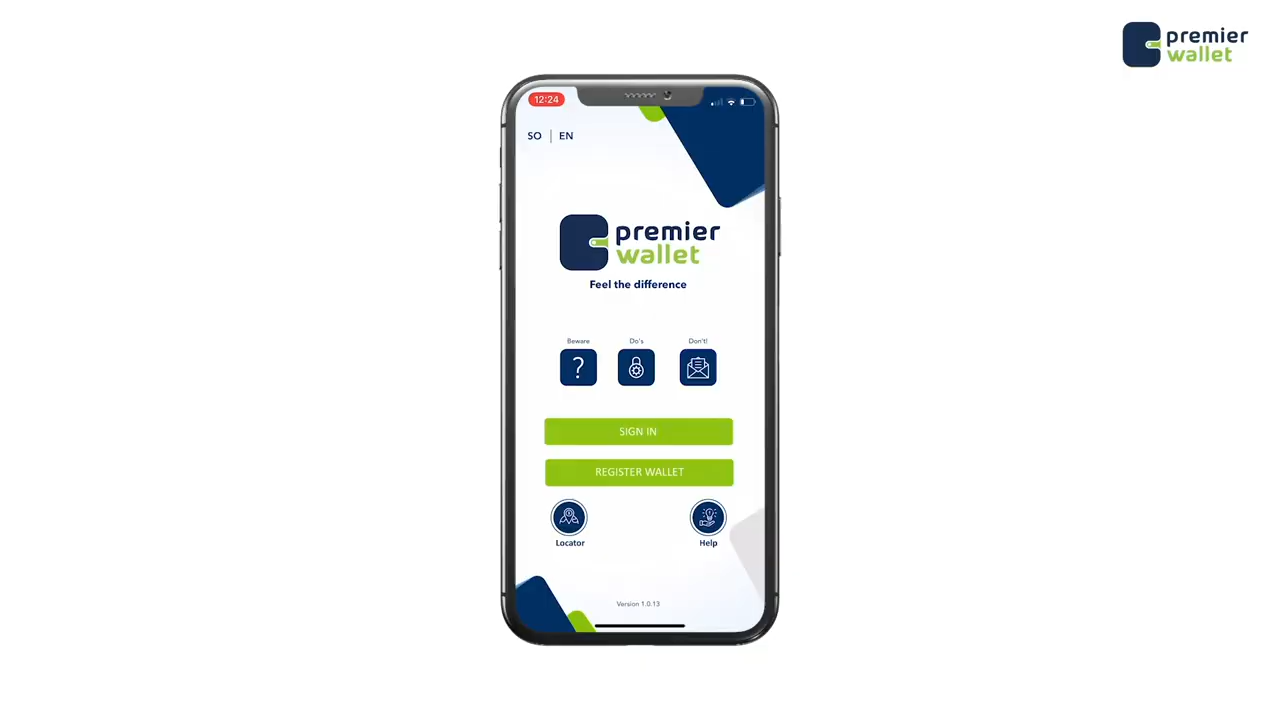 premier
wallet
12:24
SO | EN
premier
wallet
Feel the difference
Beware
Do's
Don't!
?
SIGN IN
REGISTER WALLET
Locator
Help
Version 1.0.13